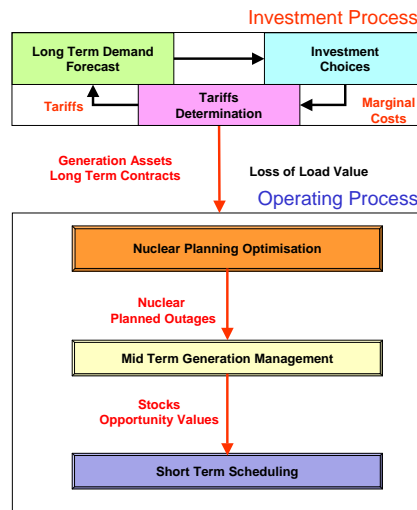 Investment Process
Long Term Demand
Forecast
Investment
Choices
Tariffs
Tariffs
Determination
Marginal
Costs
Generation Assets
Long Term Contracts
Loss of Load Value
Operating Process
Nuclear Planning Optimisation
Nuclear
Planned Outages
Mid Term Generation Management
Stocks
Opportunity Values
Short Term Scheduling